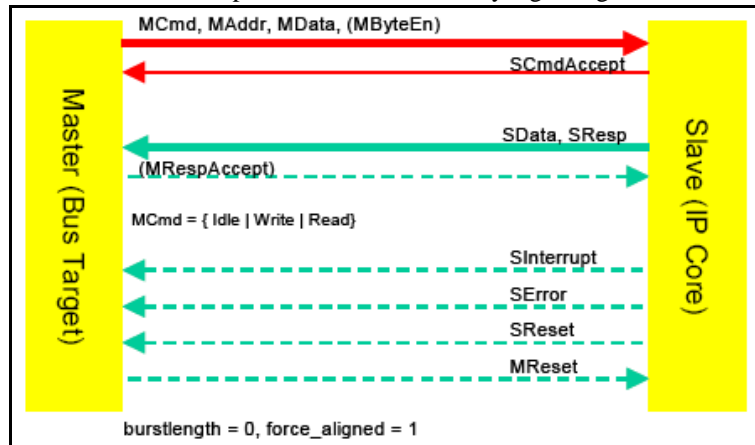 MCmd, MAddr, MData, (MByteEn)
SCmdAccept
Master (Bus Target)
Slave (IP Core)
SData, SResp
(MRespAccept)
MCmd = { Idle | Write | Read}
SInterrupt
SError
SReset
MReset
burstlength = 0, force_aligned = 1